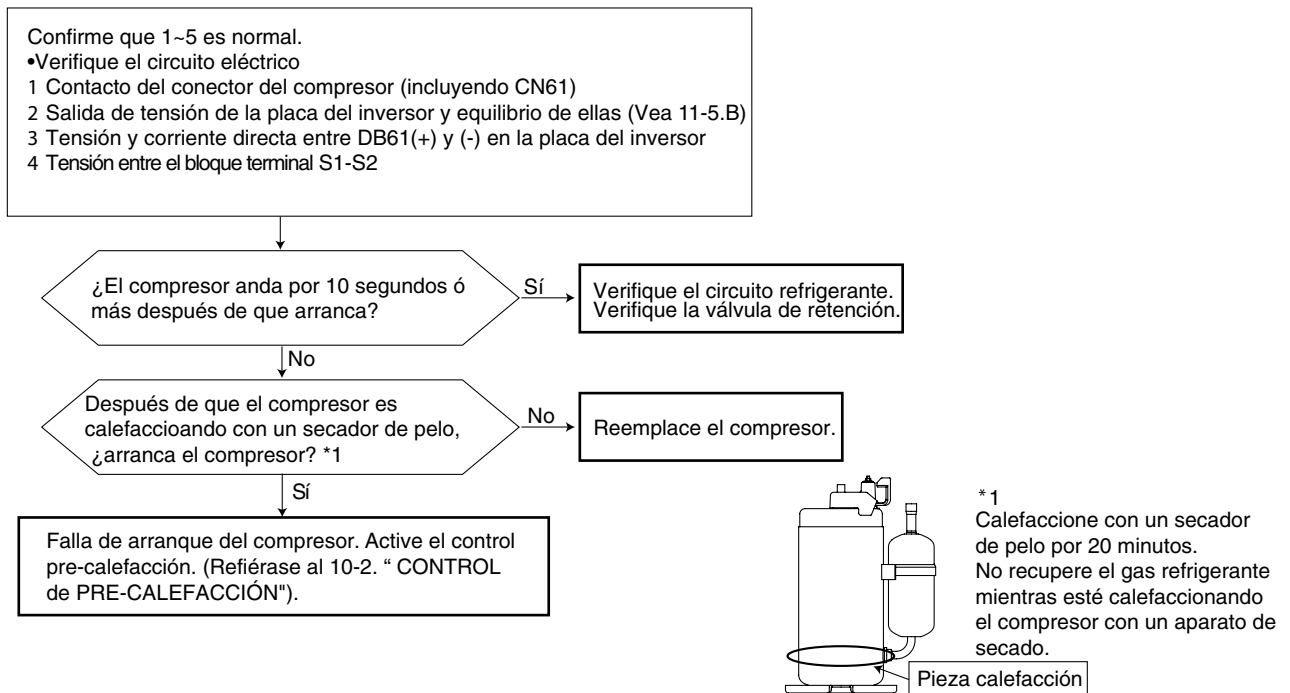 Confirme que 1~5 es normal.
•Verifique el circuito eléctrico
1 Contacto del conector del compresor (incluyendo CN61)
2 Salida de tensión de la placa del inversor y equilibrio de ellas (Vea 11-5.B)
3 Tensión y corriente directa entre DB61(+) y (-) en la placa del inversor
4 Tensión entre el bloque terminal S1-S2
¿El compresor anda por 10 segundos ó
más después de que arranca?
Sí
Verifique el circuito refrigerante.
Verifique la válvula de retención.
No
Después de que el compresor es
calefaccioando con un secador de pelo,
¿arranca el compresor? *1
No
Reemplace el compresor.
Sí
Falla de arranque del compresor. Active el control
pre-calefacción. (Refiérase al 10-2. “ CONTROL
de PRE-CALEFACCIÓN").
*1
Calefaccione con un secador
de pelo por 20 minutos.
No recupere el gas refrigerante
mientras esté calefaccionando
el compresor con un aparato de
secado.
Pieza calefacción